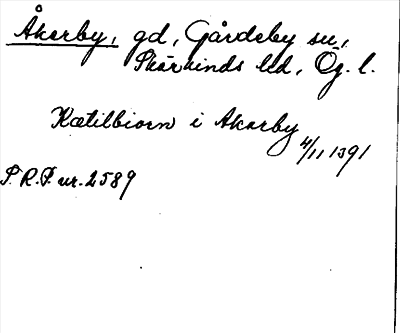 Åkerby, gd, Gårdeby sn,
Skärkinds hd, Ög. l.
Kætilbiorn i Akerby
4/11 1391
P.R.P. nr. 2589